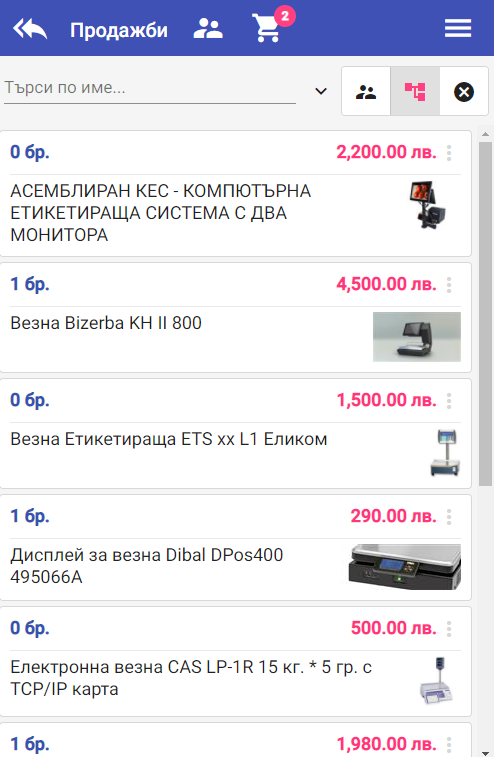 Продажби
2
Търси по име...
0 бр.
2,200.00 лв.
АСЕМБЛИРАН КЕС - КОМПЮТЪРНА
ЕТИКЕТИРАЩА СИСТЕМА С ДВА
МОНИТОРА
1 бр.
4,500.00 лв.
Везна Bizerba KH II 800
0 бр.
1,500.00 лв.
Везна Етикетираща ETS xx L1 Еликом
1 бр.
290.00 лв.
Дисплей за везна Dibal DPos400
495066A
0 бр.
500.00 лв.
Електронна везна CAS LP-1R 15 кг. * 5 гр. с
TCP/IP карта
1 бр.
1,980.00 лв.